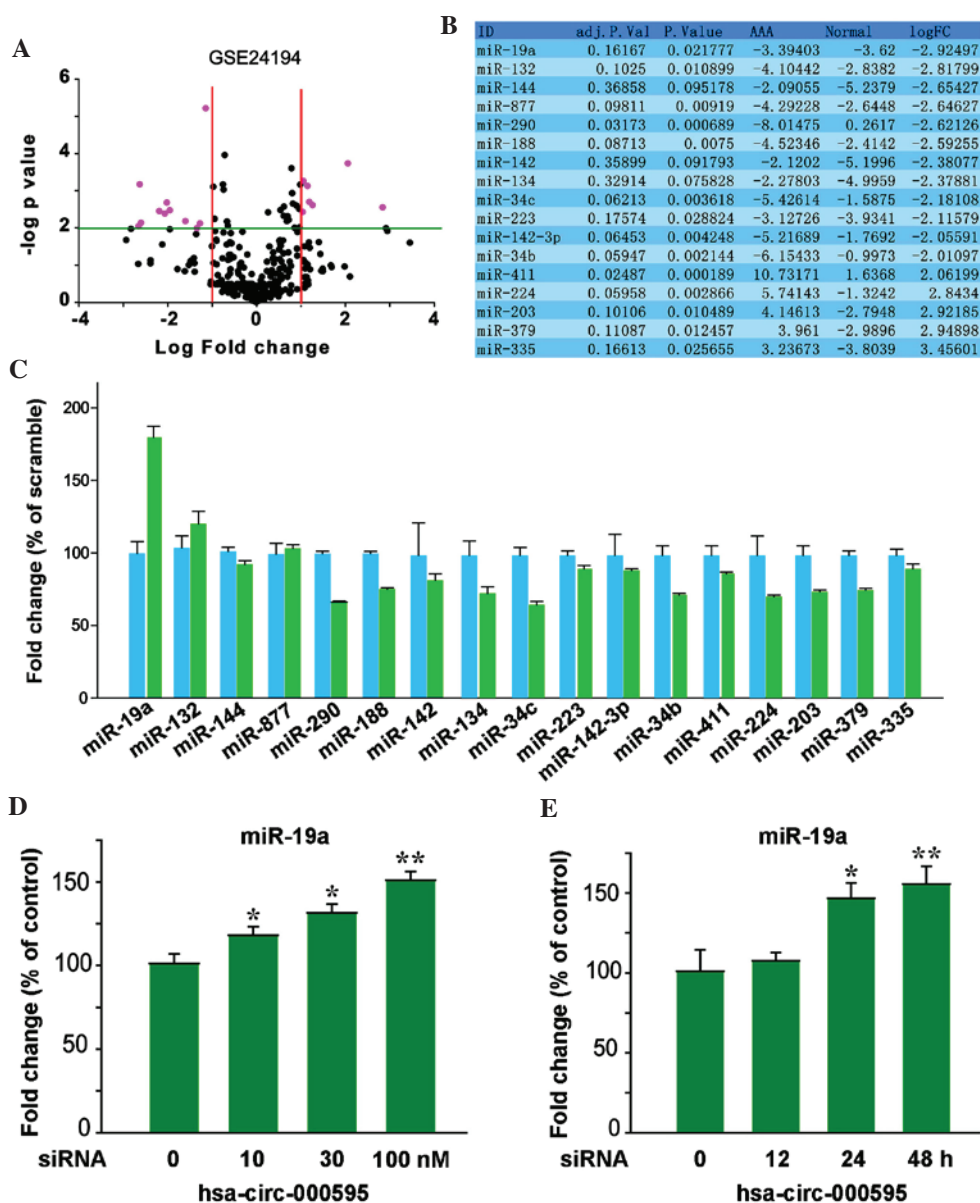 A
GSE24194
-log p value
6
4
3
2
1
0
-4
-2
0
2
4
Log Fold change
B
ID adj.P.Val P.Value AAA Normal logFC
miR-19a 0.16167 0.021777 -3.39403 -3.62 -2.92497
miR-132 0.1025 0.010899 -4.10442 -2.8382 -2.81799
miR-144 0.36858 0.095178 -2.09055 -5.2379 -2.65427
miR-877 0.09811 0.00919 -4.29228 -2.6448 -2.64627
miR-290 0.03173 0.000689 -8.01475 0.2617 -2.62126
miR-188 0.08713 0.0075 -4.52346 -2.4142 -2.59255
miR-142 0.35899 0.091793 -2.1202 -5.1996 -2.38077
miR-134 0.32914 0.075828 -2.27803 -4.9959 -2.37881
miR-34c 0.06213 0.003618 -5.42614 -1.5875 -2.18108
miR-223 0.17574 0.028824 -3.12726 -3.9341 -2.11579
miR-142-3p 0.06453 0.004248 -5.21689 -1.7692 -2.05591
miR-34b 0.05947 0.002144 -6.15433 -0.9973 -2.01097
miR-411 0.02487 0.000189 10.73171 1.6368 2.06199
miR-224 0.05958 0.002866 5.74143 -1.3242 2.8434
miR-203 0.10106 0.010489 4.14613 -2.7948 2.92185
miR-379 0.11087 0.012457 3.961 -2.9896 2.94898
miR-335 0.16613 0.025655 3.23673 -3.8039 3.45601
C
Fold change (% of scramble)
200
150
100
50
0
miR-19a
miR-132
miR-144
miR-877
miR-290
miR-188
miR-142
miR-134
miR-34c
miR-223
miR-142-3p
miR-34b
miR-411
miR-224
miR-203
miR-379
miR-335
D
miR-19a
Fold change (% of control)
150
100
50
0
*
*
**
siRNA 0 10 30 100 nM
hsa-circ-000595
E
miR-19a
Fold change (% of control)
150
100
50
0
*
**
siRNA 0 12 24 48 h
hsa-circ-000595